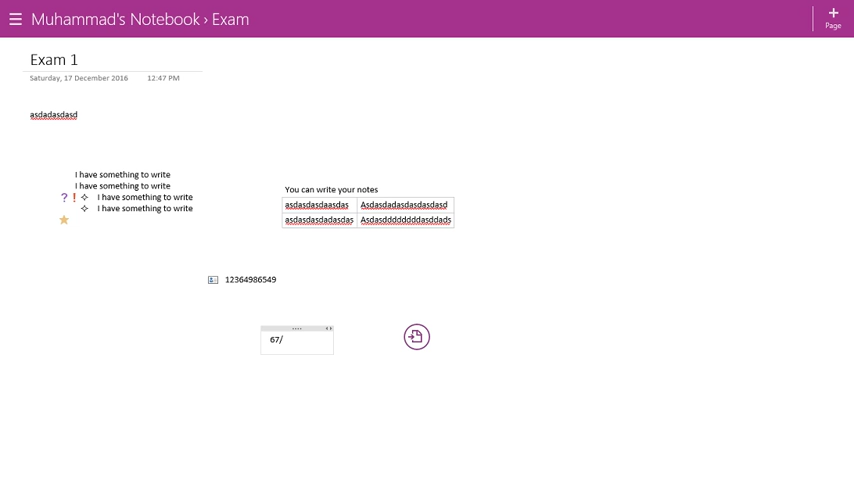 Muhammad's Notebook › Exam
Page
Exam 1
Saturday, 17 December 2016 12:47 PM
asdadasdasd
I have something to write
I have something to write
? ! I have something to write
I have something to write
You can write your notes
asdasdasdaasdas Asdasdadasdasdasdasd
asdasdasdadasdas Asdasddddddddasddads
12364986549
67/